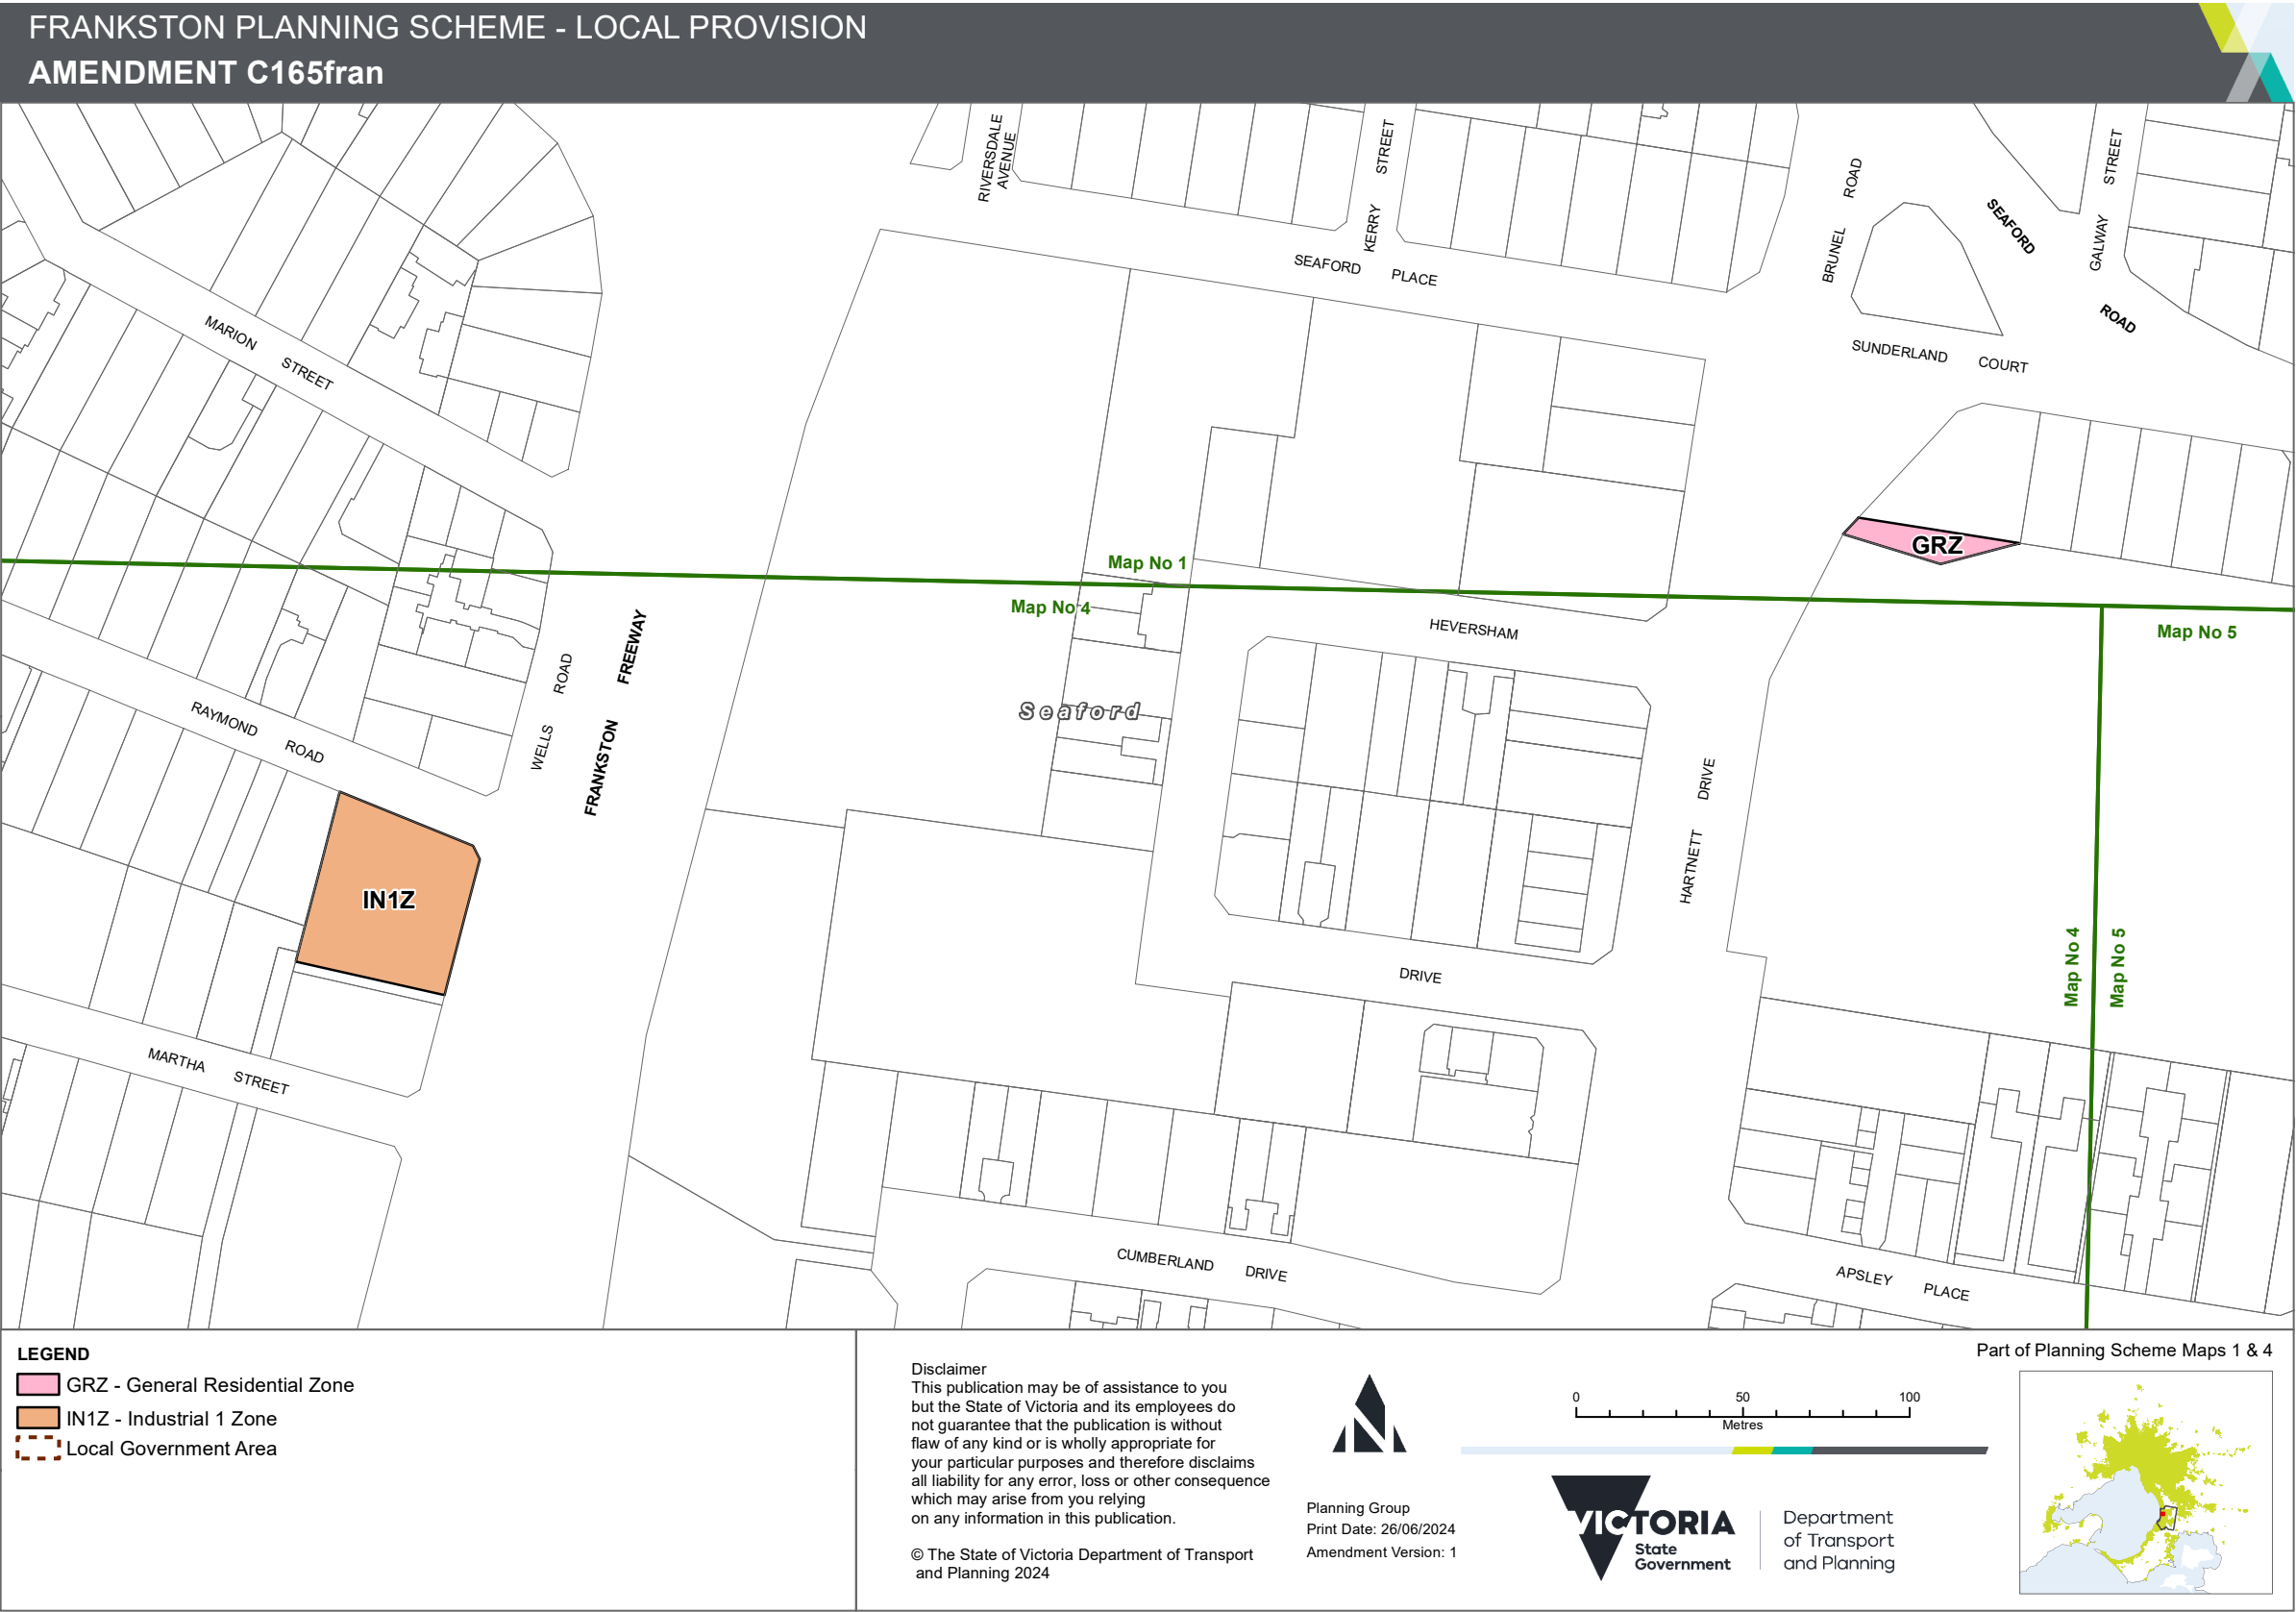 FRANKSTON PLANNING SCHEME - LOCAL PROVISION
AMENDMENT C165fran
RIVERSDALE
AVENUE
KERRY STREET
SEAFORD PLACE
BRUNEL ROAD
SEAFORD ROAD
GALWAY STREET
SUNDERLAND COURT
MARION STREET
GRZ
Map No 1
Map No 4
Map No 5
HEVERSHAM
WELLS ROAD
FRANKSTON FREEWAY
Seaford
RAYMOND ROAD
HARTNETT DRIVE
IN1Z
Map No 4
Map No 5
DRIVE
MARTHA STREET
CUMBERLAND DRIVE
APSLEY PLACE
LEGEND
GRZ - General Residential Zone
IN1Z - Industrial 1 Zone
Local Government Area
Disclaimer
This publication may be of assistance to you
but the State of Victoria and its employees do
not guarantee that the publication is without
flaw of any kind or is wholly appropriate for
your particular purposes and therefore disclaims
all liability for any error, loss or other consequence
which may arise from you relying
on any information in this publication.
© The State of Victoria Department of Transport
and Planning 2024
Planning Group
Print Date: 26/06/2024
Amendment Version: 1
0 50 100
Metres
VICTORIA
State
Government
Department
of Transport
and Planning
Part of Planning Scheme Maps 1 & 4